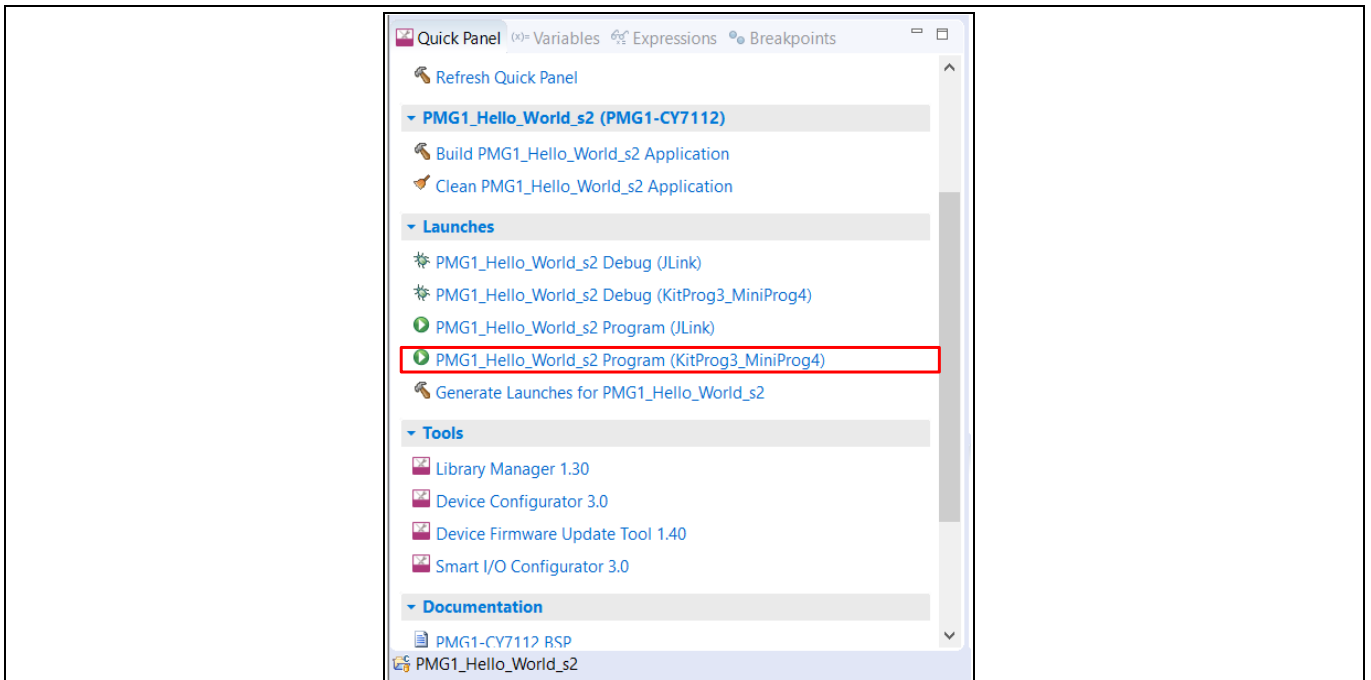 Quick Panel (x)= Variables Expressions Breakpoints
Refresh Quick Panel
PMG1_Hello_World_s2 (PMG1-CY7112)
Build PMG1_Hello_World_s2 Application
Clean PMG1_Hello_World_s2 Application
Launches
PMG1_Hello_World_s2 Debug (JLink)
PMG1_Hello_World_s2 Debug (KitProg3_MiniProg4)
PMG1_Hello_World_s2 Program (JLink)
PMG1_Hello_World_s2 Program (KitProg3_MiniProg4)
Generate Launches for PMG1_Hello_World_s2
Tools
Library Manager 1.30
Device Configurator 3.0
Device Firmware Update Tool 1.40
Smart I/O Configurator 3.0
Documentation
PMG1-CY7112 BSP
PMG1_Hello_World_s2